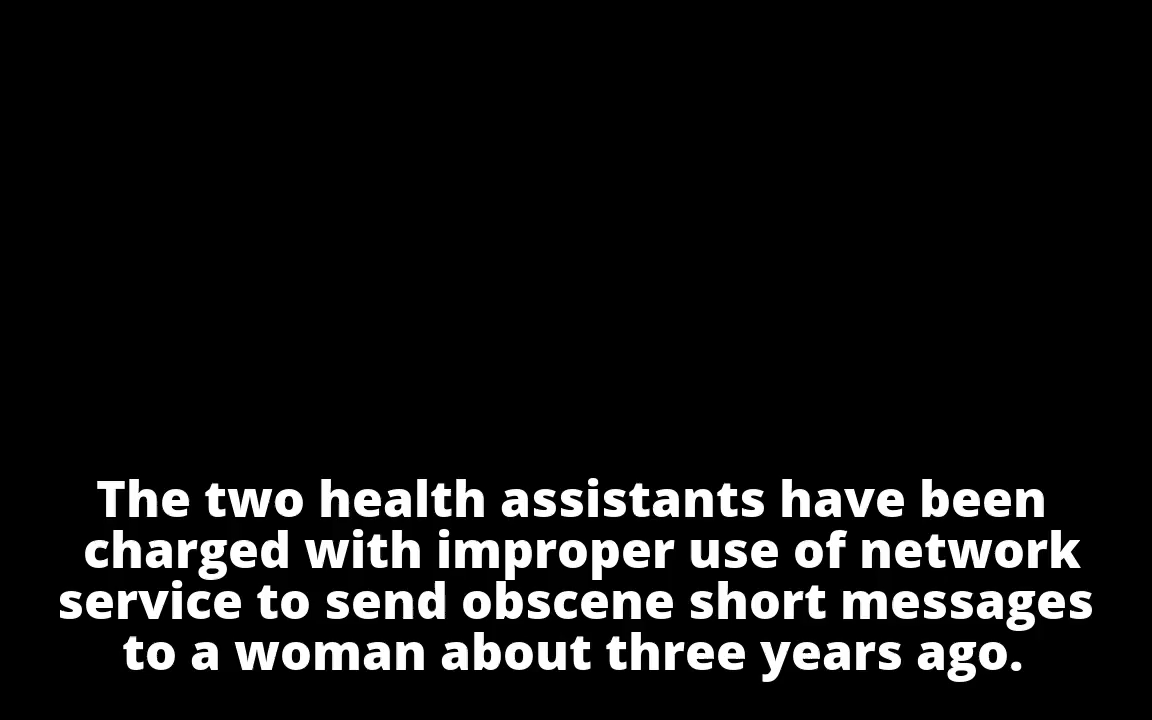 The two health assistants have been
charged with improper use of network
service to send obscene short messages
to a woman about three years ago.